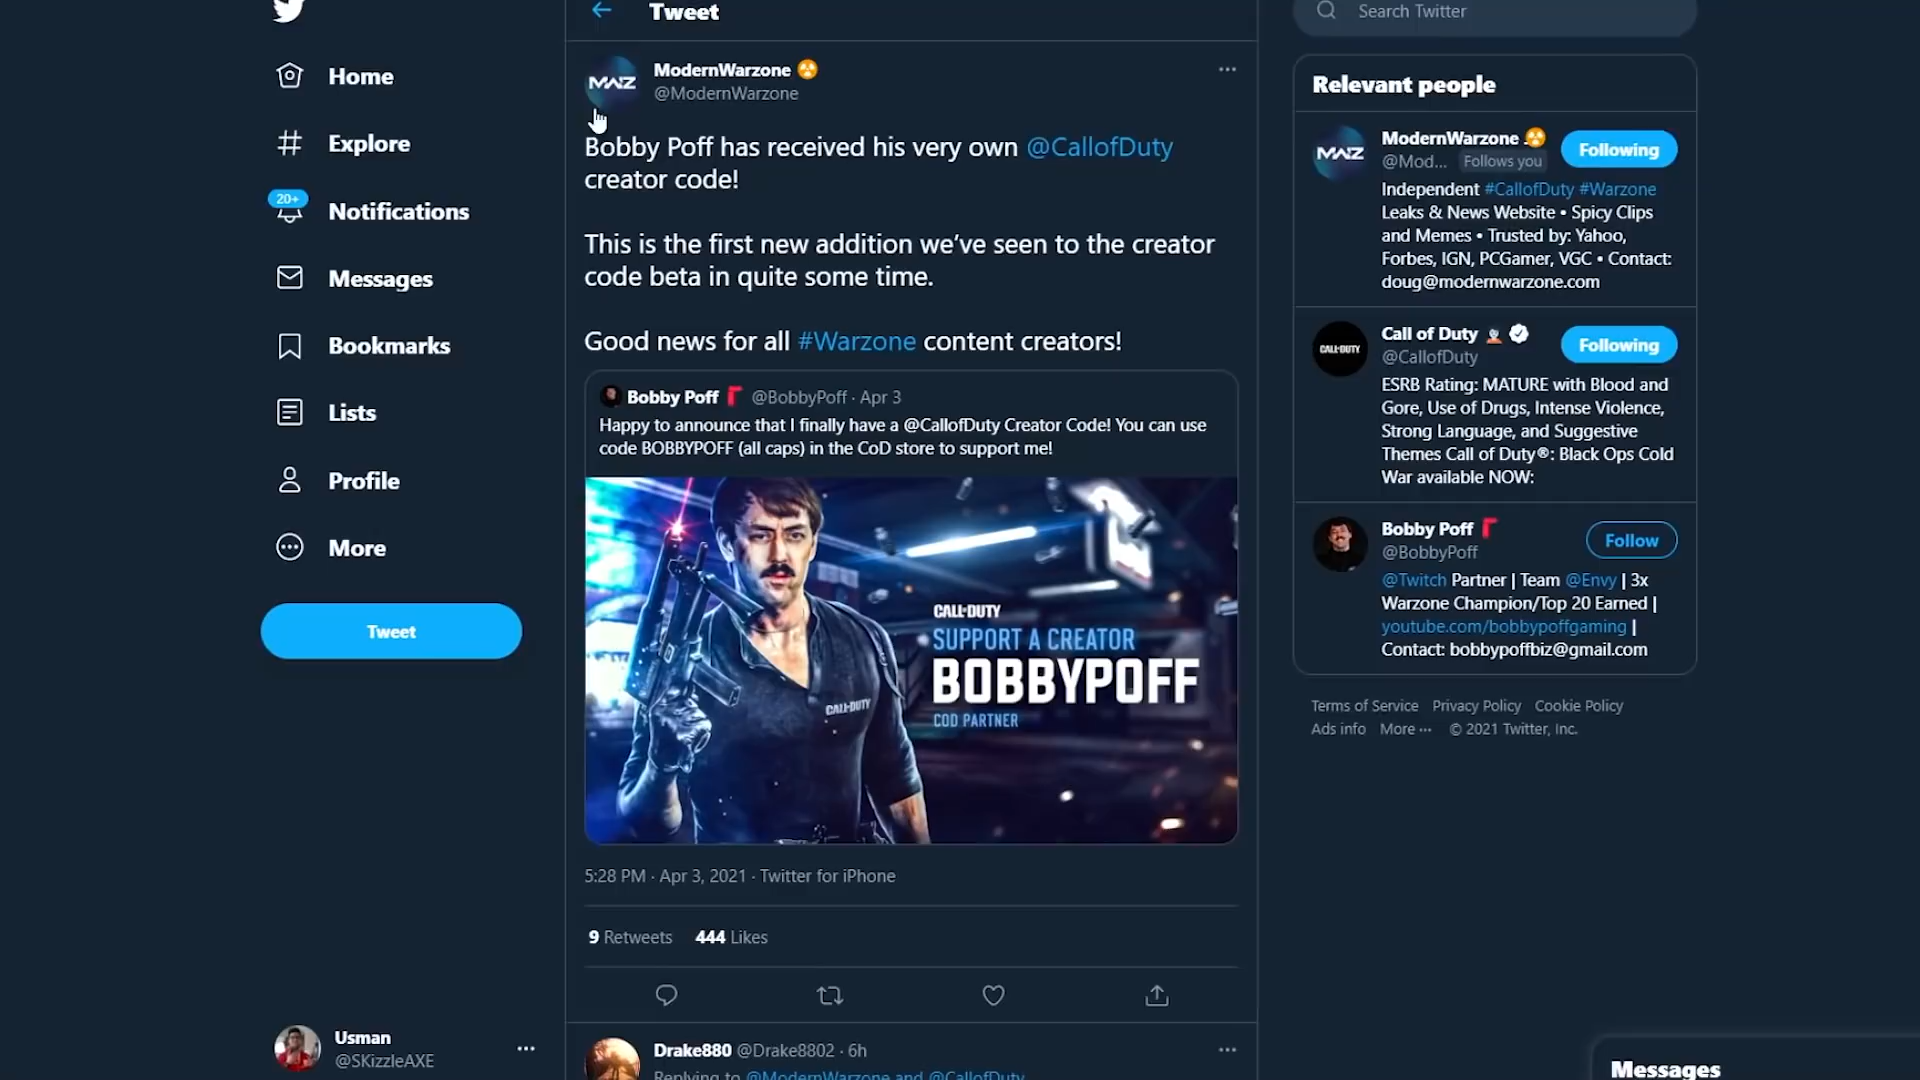 Home
Explore
20+
Notifications
Messages
Bookmarks
Lists
Profile
More
Tweet
Usman
@SKizzleAXE
Tweet
ModernWarzone
@ModernWarzone
Bobby Poff has received his very own @CallofDuty
creator code!
This is the first new addition we’ve seen to the creator
code beta in quite some time.
Good news for all #Warzone content creators!
Bobby Poff @BobbyPoff · Apr 3
Happy to announce that I finally have a @CallofDuty Creator Code! You can use
code BOBBYPOFF (all caps) in the CoD store to support me!
CALL·DUTY
CALL·DUTY
SUPPORT A CREATOR
BOBBYPOFF
COD PARTNER
5:28 PM · Apr 3, 2021 · Twitter for iPhone
9 Retweets 444 Likes
Drake880 @Drake8802 · 6h
Replying to @ModernWarzone and @CallofDuty
Search Twitter
Relevant people
ModernWarzone
@Mod... Follows you
Following
Independent #CallofDuty #Warzone
Leaks & News Website • Spicy Clips
and Memes • Trusted by: Yahoo,
Forbes, IGN, PCGamer, VGC • Contact:
doug@modernwarzone.com
CALL·DUTY
Call of Duty
@CallofDuty
Following
ESRB Rating: MATURE with Blood and
Gore, Use of Drugs, Intense Violence,
Strong Language, and Suggestive
Themes Call of Duty®: Black Ops Cold
War available NOW:
Bobby Poff
@BobbyPoff
Follow
@Twitch Partner | Team @Envy | 3x
Warzone Champion/Top 20 Earned |
youtube.com/bobbypoffgaming |
Contact: bobbypoffbiz@gmail.com
Terms of Service Privacy Policy Cookie Policy
Ads info More ··· © 2021 Twitter, Inc.
Messages